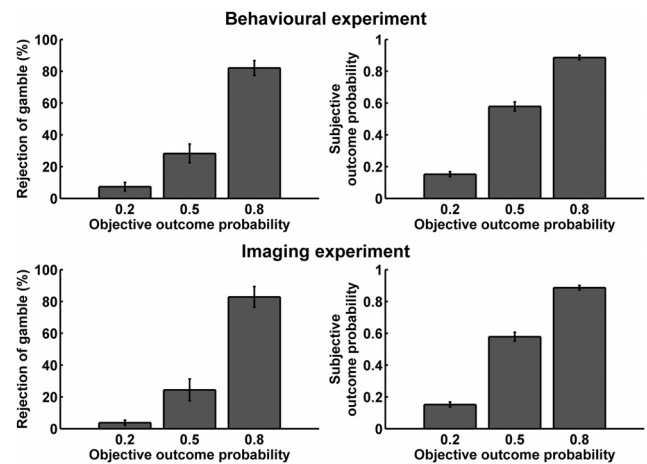 Behavioural experiment
Rejection of gamble (%)
100
80
60
40
20
0
0.2 0.5 0.8
Objective outcome probability
Subjective
outcome probability
1
0.8
0.6
0.4
0.2
0
0.2 0.5 0.8
Objective outcome probability
Imaging experiment
Rejection of gamble (%)
100
80
60
40
20
0
0.2 0.5 0.8
Objective outcome probability
Subjective
outcome probability
1
0.8
0.6
0.4
0.2
0
0.2 0.5 0.8
Objective outcome probability